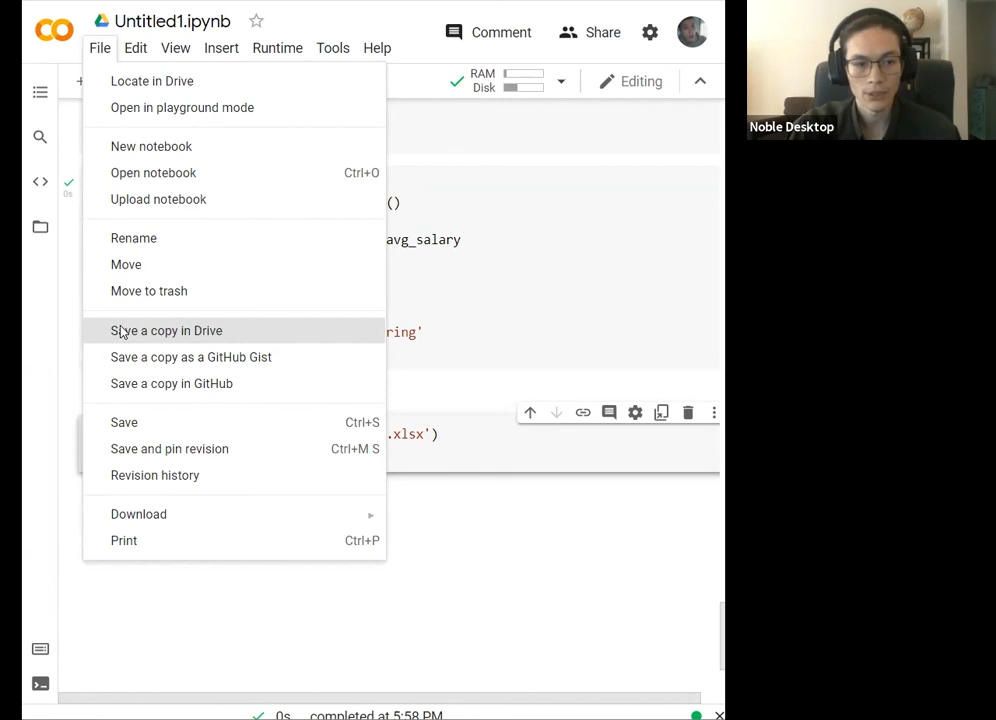 Untitled1.ipynb
Comment
Share
File Edit View Insert Runtime Tools Help
RAM
Disk
Editing
Locate in Drive
Open in playground mode
New notebook
Open notebook Ctrl+O
Upload notebook
Rename
Move
Move to trash
Save a copy in Drive
Save a copy as a GitHub Gist
Save a copy in GitHub
Save Ctrl+S
Save and pin revision Ctrl+M S
Revision history
Download
Print Ctrl+P
0s
()
avg_salary
ring'
.xlsx')
0s completed at 5:58 PM
Noble Desktop